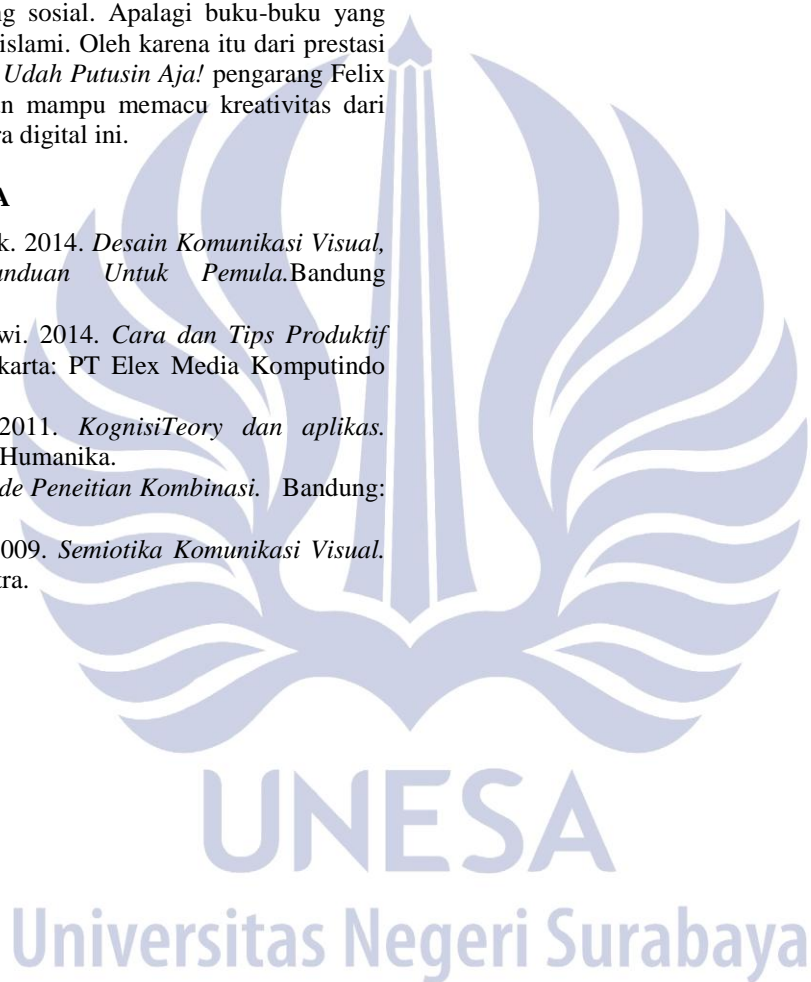 ng sosial. Apalagi buku-buku yang
islami. Oleh karena itu dari prestasi
Udah Putusin Aja! pengarang Felix
n mampu memacu kreativitas dari
ra digital ini.
A
k. 2014. Desain Komunikasi Visual,
anduan Untuk Pemula.Bandung
wi. 2014. Cara dan Tips Produktif
karta: PT Elex Media Komputindo
2011. KognisiTeory dan aplikas.
Humanika.
de Peneitian Kombinasi. Bandung:
009. Semiotika Komunikasi Visual.
tra.
UNESA
Universitas Negeri Surabaya